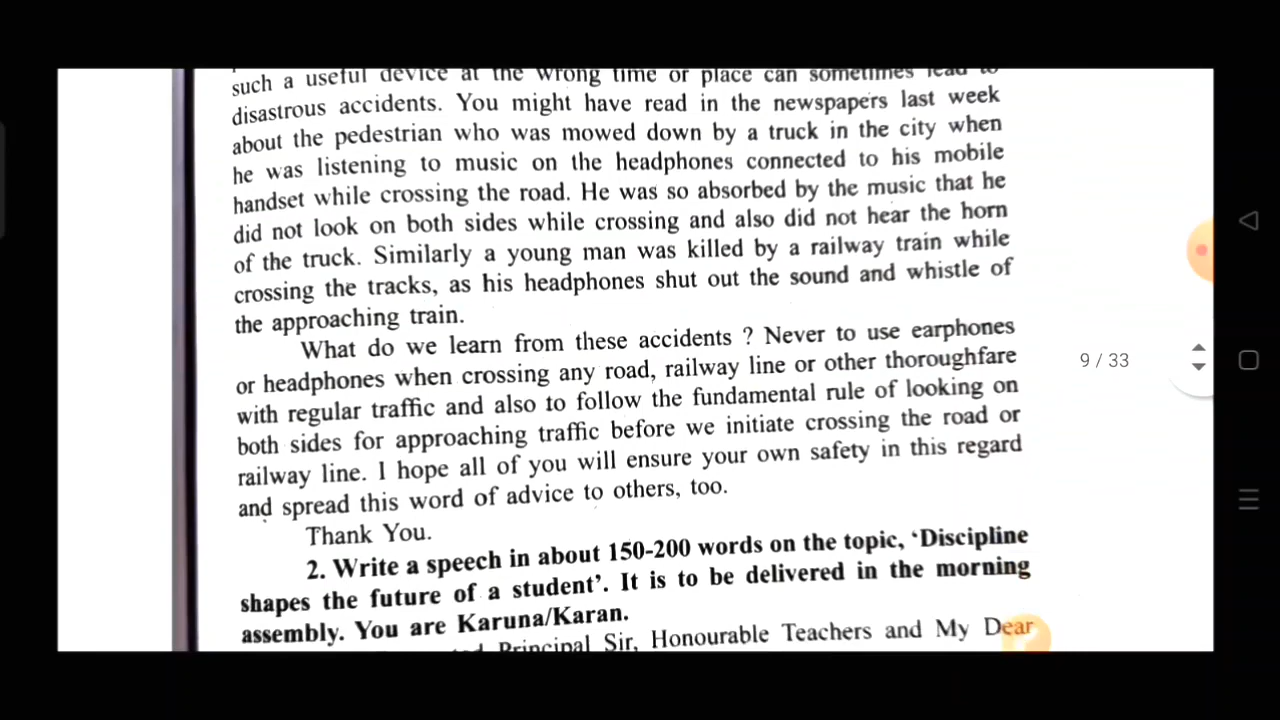 such a useful device at the wrong time or place can sometimes lead to
disastrous accidents. You might have read in the newspapers last week
about the pedestrian who was mowed down by a truck in the city when
he was listening to music on the headphones connected to his mobile
handset while crossing the road. He was so absorbed by the music that he
did not look on both sides while crossing and also did not hear the horn
of the truck. Similarly a young man was killed by a railway train while
crossing the tracks, as his headphones shut out the sound and whistle of
the approaching train.
What do we learn from these accidents ? Never to use earphones
or headphones when crossing any road, railway line or other thoroughfare
with regular traffic and also to follow the fundamental rule of looking on
both sides for approaching traffic before we initiate crossing the road or
railway line. I hope all of you will ensure your own safety in this regard
and spread this word of advice to others, too.
Thank You.
2. Write a speech in about 150-200 words on the topic, ‘Discipline
shapes the future of a student’. It is to be delivered in the morning
assembly. You are Karuna/Karan.
Principal Sir, Honourable Teachers and My Dear
9 / 33